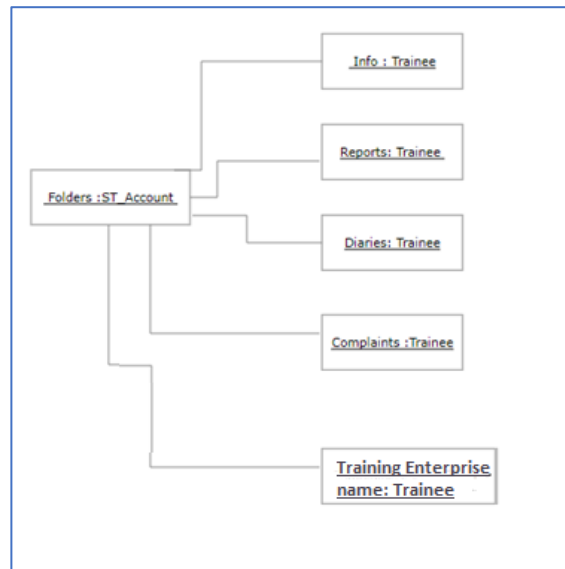 Info : Trainee
Reports: Trainee
Folders :ST_Account
Diaries: Trainee
Complaints :Trainee
Training Enterprise
name: Trainee